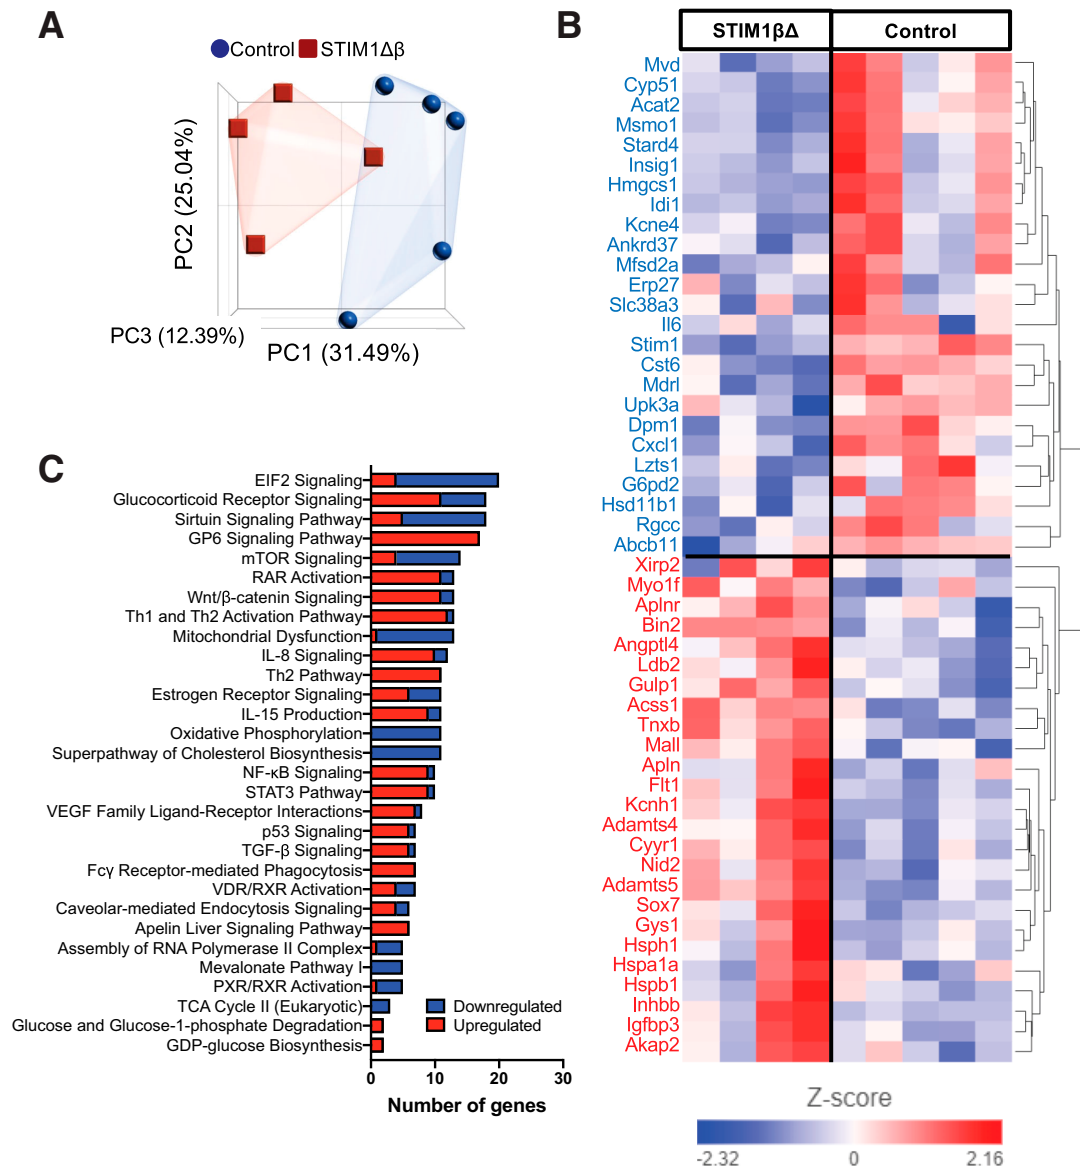 A
Control STIM1Δβ
PC2 (25.04%)
PC3 (12.39%)
PC1 (31.49%)
B
STIM1βΔ Control
Mvd
Cyp51
Acat2
Msmo1
Stard4
Insig1
Hmgcs1
Idi1
Kcne4
Ankrd37
Mfsd2a
Erp27
Slc38a3
Il6
Stim1
Cst6
Mdrl
Upk3a
Dpm1
Cxcl1
Lzts1
G6pd2
Hsd11b1
Rgcc
Abcb11
Xirp2
Myo1f
Aplnr
Bin2
Angptl4
Ldb2
Gulp1
Acss1
Tnxb
Mall
Apln
Flt1
Kcnh1
Adamts4
Cyyr1
Nid2
Adamts5
Sox7
Gys1
Hsph1
Hspa1a
Hspb1
Inhbb
Igfbp3
Akap2
Z-score
-2.32 0 2.16
C
EIF2 Signaling
Glucocorticoid Receptor Signaling
Sirtuin Signaling Pathway
GP6 Signaling Pathway
mTOR Signaling
RAR Activation
Wnt/β-catenin Signaling
Th1 and Th2 Activation Pathway
Mitochondrial Dysfunction
IL-8 Signaling
Th2 Pathway
Estrogen Receptor Signaling
IL-15 Production
Oxidative Phosphorylation
Superpathway of Cholesterol Biosynthesis
NF-κB Signaling
STAT3 Pathway
VEGF Family Ligand-Receptor Interactions
p53 Signaling
TGF-β Signaling
Fcγ Receptor-mediated Phagocytosis
VDR/RXR Activation
Caveolar-mediated Endocytosis Signaling
Apelin Liver Signaling Pathway
Assembly of RNA Polymerase II Complex
Mevalonate Pathway I
PXR/RXR Activation
TCA Cycle II (Eukaryotic)
Glucose and Glucose-1-phosphate Degradation
GDP-glucose Biosynthesis
Downregulated
Upregulated
0 10 20 30
Number of genes